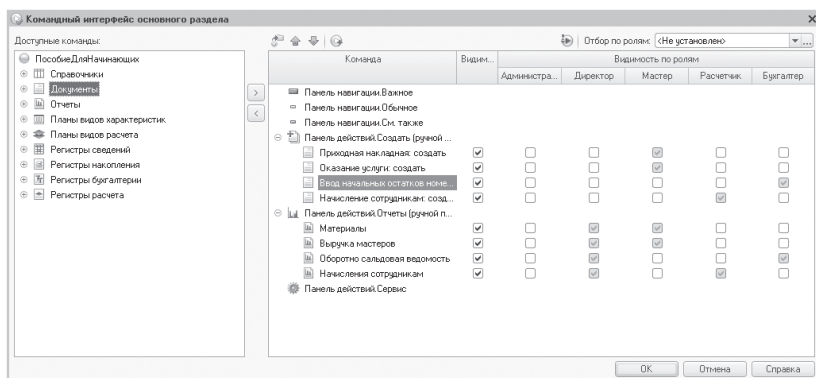 Командный интерфейс основного раздела
Доступные команды:
Отбор по ролям: <Не установлен>
ПособиеДляНачинающих
Справочники
Документы
Отчеты
Планы видов характеристик
Планы видов расчета
Регистры сведений
Регистры накопления
Регистры бухгалтерии
Регистры расчета
Команда Видим... Видимость по ролям
Администра... Директор Мастер Расчетчик Бухгалтер
Панель навигации.Важное
Панель навигации.Обычное
Панель навигации.См. также
Панель действий.Создать (ручной ...
Приходная накладная: создать
Оказание услуги: создать
Ввод начальных остатков номе...
Начисление сотрудникам: созд...
Панель действий.Отчеты (ручной п...
Материалы
Выручка мастеров
Оборотно сальдовая ведомость
Начисления сотрудникам
Панель действий.Сервис
OK Отмена Справка